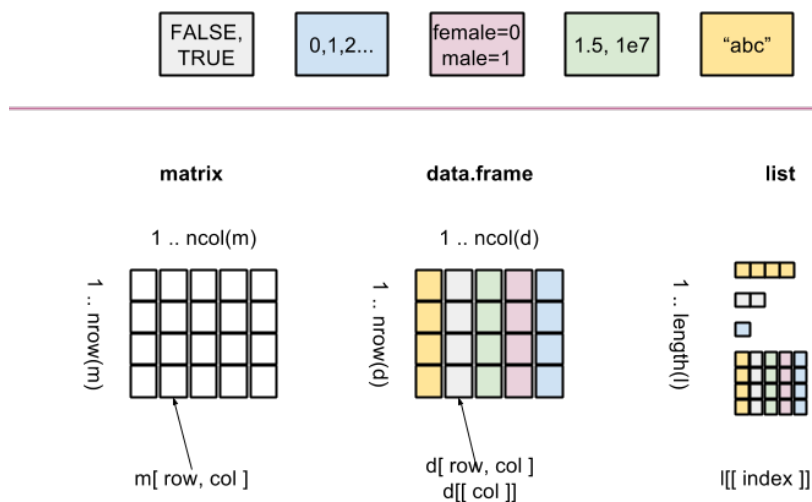 FALSE,
TRUE
0,1,2...
female=0
male=1
1.5, 1e7
“abc”
matrix
data.frame
list
1 .. ncol(m)
1 .. ncol(d)
1 .. nrow(m)
1 .. nrow(d)
1 .. length(l)
m[ row, col ]
d[ row, col ]
d[[ col ]]
l[[ index ]]